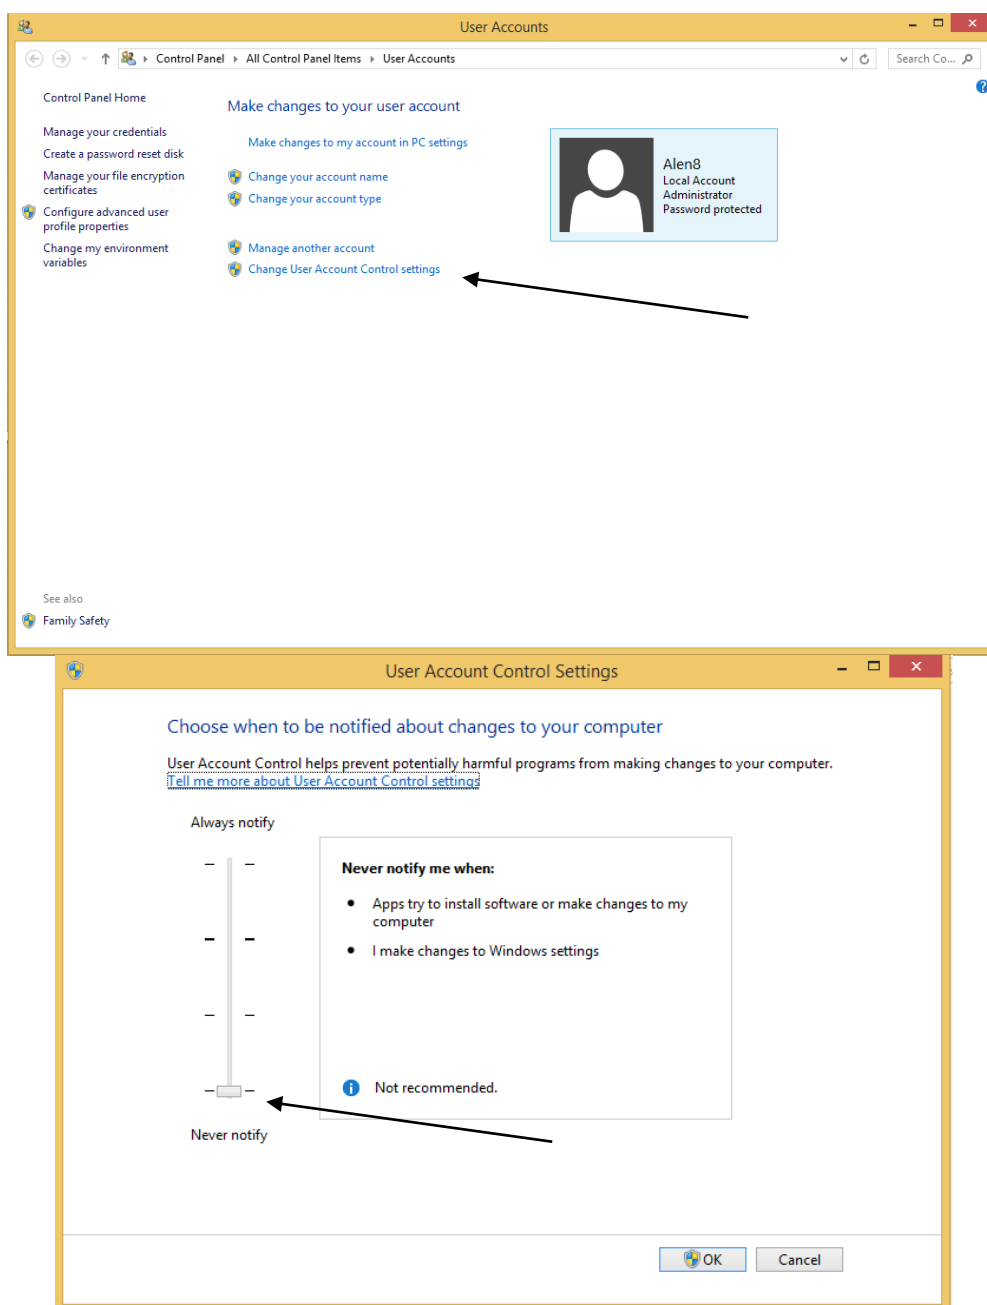 User Accounts
Control Panel All Control Panel Items User Accounts
Search Co...
Control Panel Home
Manage your credentials
Create a password reset disk
Manage your file encryption
certificates
Configure advanced user
profile properties
Change my environment
variables
See also
Family Safety
Make changes to your user account
Make changes to my account in PC settings
Change your account name
Change your account type
Manage another account
Change User Account Control settings
Alen8
Local Account
Administrator
Password protected
User Account Control Settings
Choose when to be notified about changes to your computer
User Account Control helps prevent potentially harmful programs from making changes to your computer.
Tell me more about User Account Control settings
Always notify
Never notify me when:
Apps try to install software or make changes to my
computer
I make changes to Windows settings
Not recommended.
Never notify
OK
Cancel